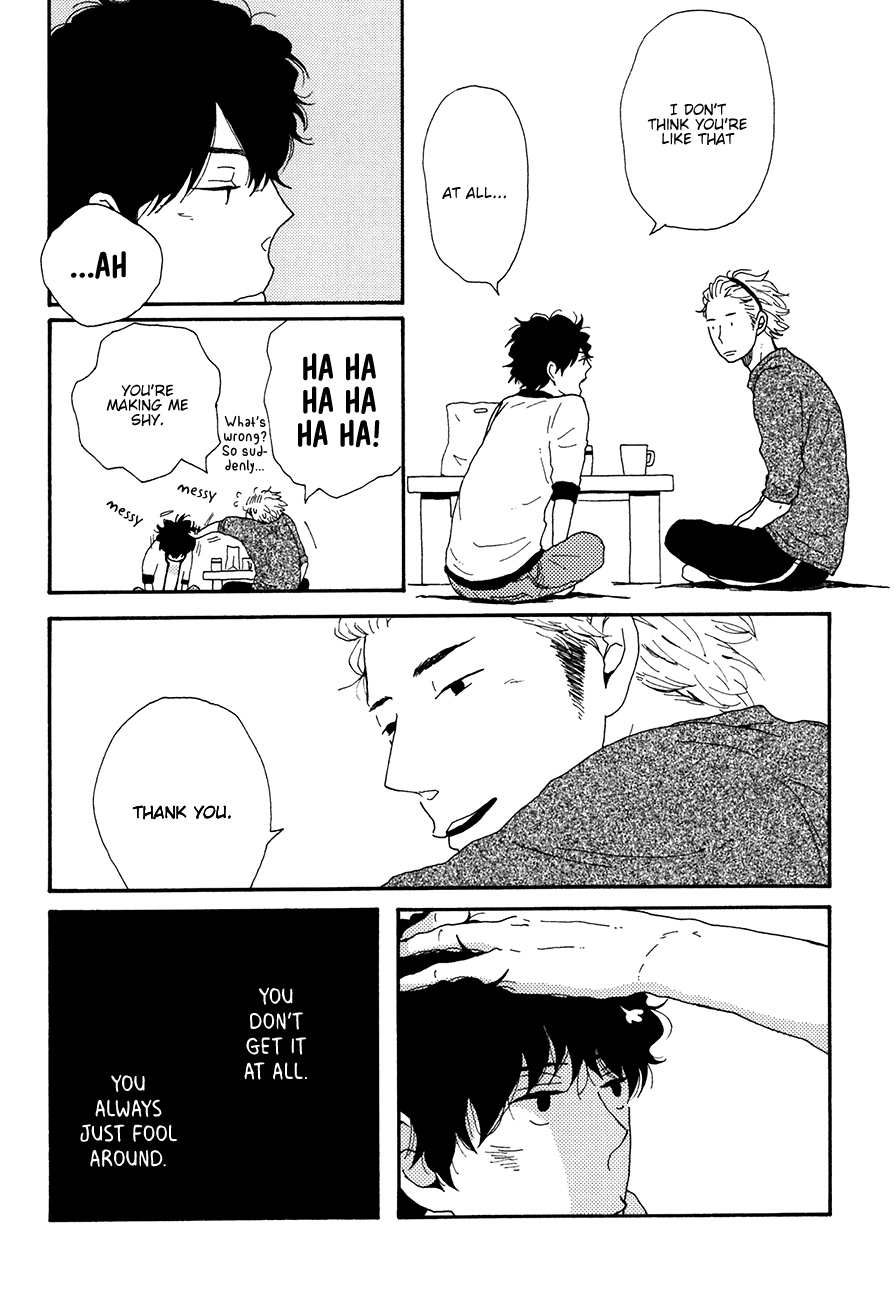 I DON'T
THINK YOU'RE
LIKE THAT
AT ALL...
...AH
HA HA
HA HA
HA HA!
What's
wrong?
So sud-
denly...
YOU'RE
MAKING ME
SHY.
messy
messy
THANK YOU.
YOU
DON'T
GET IT
AT ALL.
YOU
ALWAYS
JUST FOOL
AROUND.